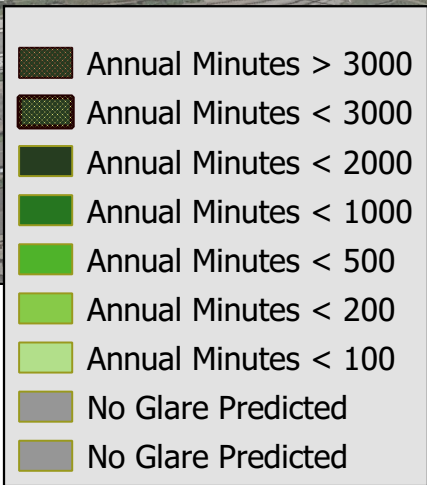 Annual Minutes > 3000
Annual Minutes < 3000
Annual Minutes < 2000
Annual Minutes < 1000
Annual Minutes < 500
Annual Minutes < 200
Annual Minutes < 100
No Glare Predicted
No Glare Predicted